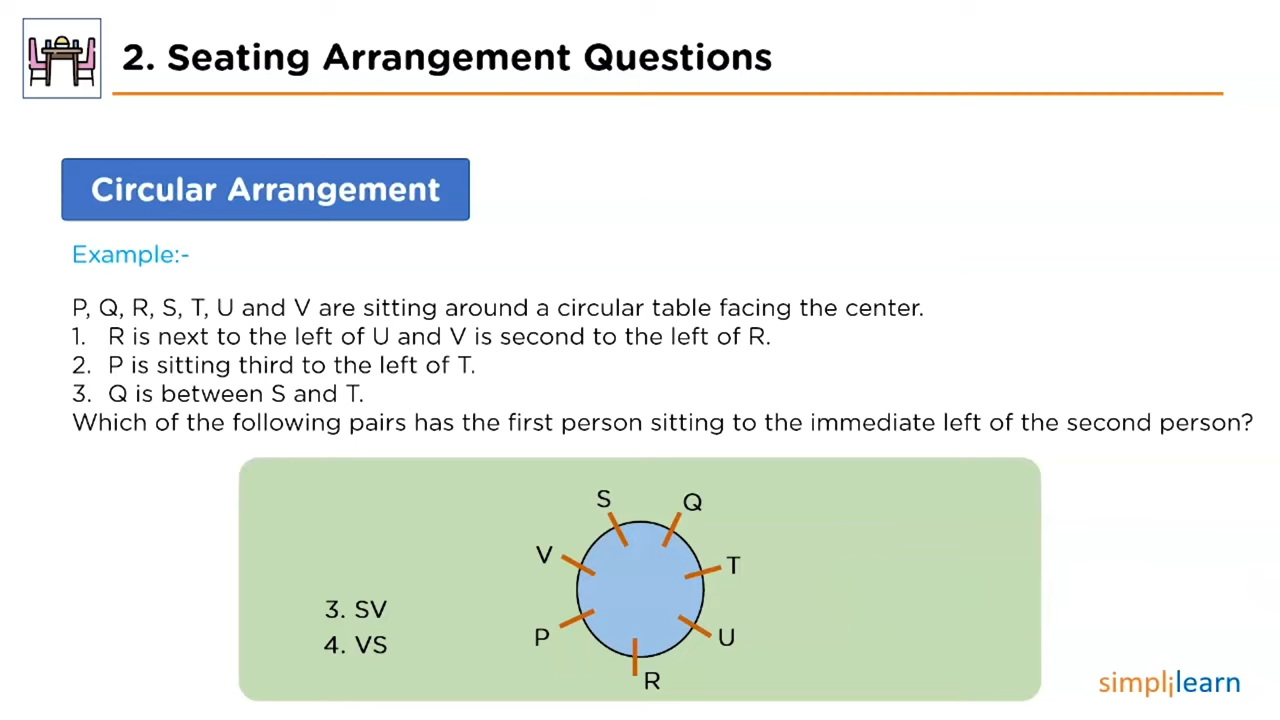 2. Seating Arrangement Questions
Circular Arrangement
Example:-
P, Q, R, S, T, U and V are sitting around a circular table facing the center.
1. R is next to the left of U and V is second to the left of R.
2. P is sitting third to the left of T.
3. Q is between S and T.
Which of the following pairs has the first person sitting to the immediate left of the second person?
S
Q
V
T
3. SV
P
U
4. VS
R
simplilearn